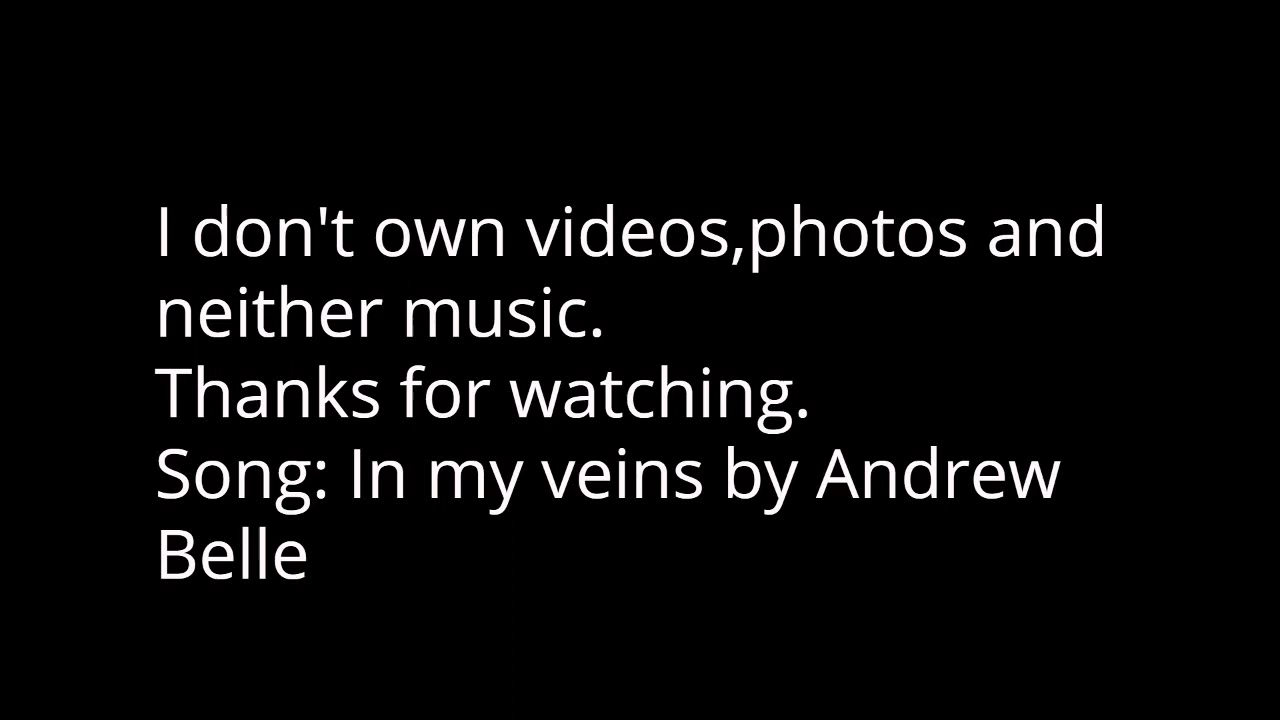 I don't own videos,photos and
neither music.
Thanks for watching.
Song: In my veins by Andrew
Belle